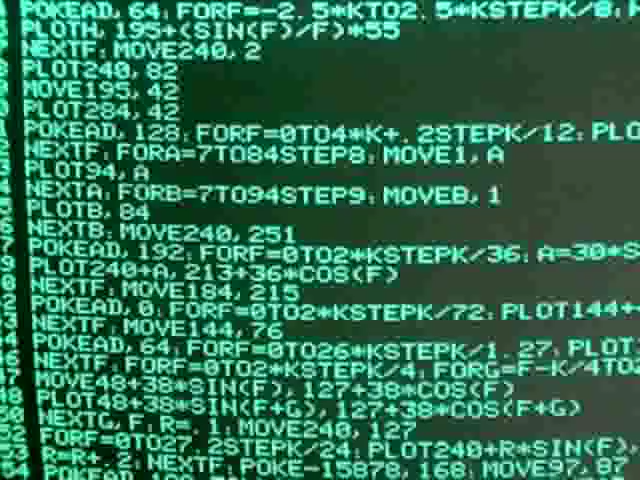 POKEAD,64:FORF=-2.5*KTO2.5*KSTEPK/8:
PLOTH,195+(SIN(F)/F)*55
NEXTF:MOVE240,2
PLOT240,82
MOVE195,42
PLOT284,42
POKEAD,128:FORF=0TO4*K+.2STEPK/12:PLO
NEXTF:FORA=7TO84STEP8:MOVE1,A
PLOT94,A
NEXTA:FORB=7TO94STEP9:MOVEB,1
PLOTB,84
NEXTB:MOVE240,251
7 POKEAD,192:FORF=0TO2*KSTEPK/36:A=30*S
PLOT240+A,213+36*COS(F)
NEXTF:MOVE184,215
POKEAD,0:FORF=0TO2*KSTEPK/72:PLOT144+
NEXTF:MOVE144,76
POKEAD,64:FORF=0TO26*KSTEPK/1.27:PLOT
NEXTF:FORF=0TO2*KSTEPK/4:FORG=F-K/4TO
MOVE48+38*SIN(F),127+38*COS(F)
PLOT48+38*SIN(F+G),127+38*COS(F+G)
NEXTG,F:R=.1:MOVE240,127
FORF=0TO27.2STEPK/24:PLOT240+R*SIN(F),
53 R=R+.2:NEXTF:POKE-15878,168:MOVE97,87
54